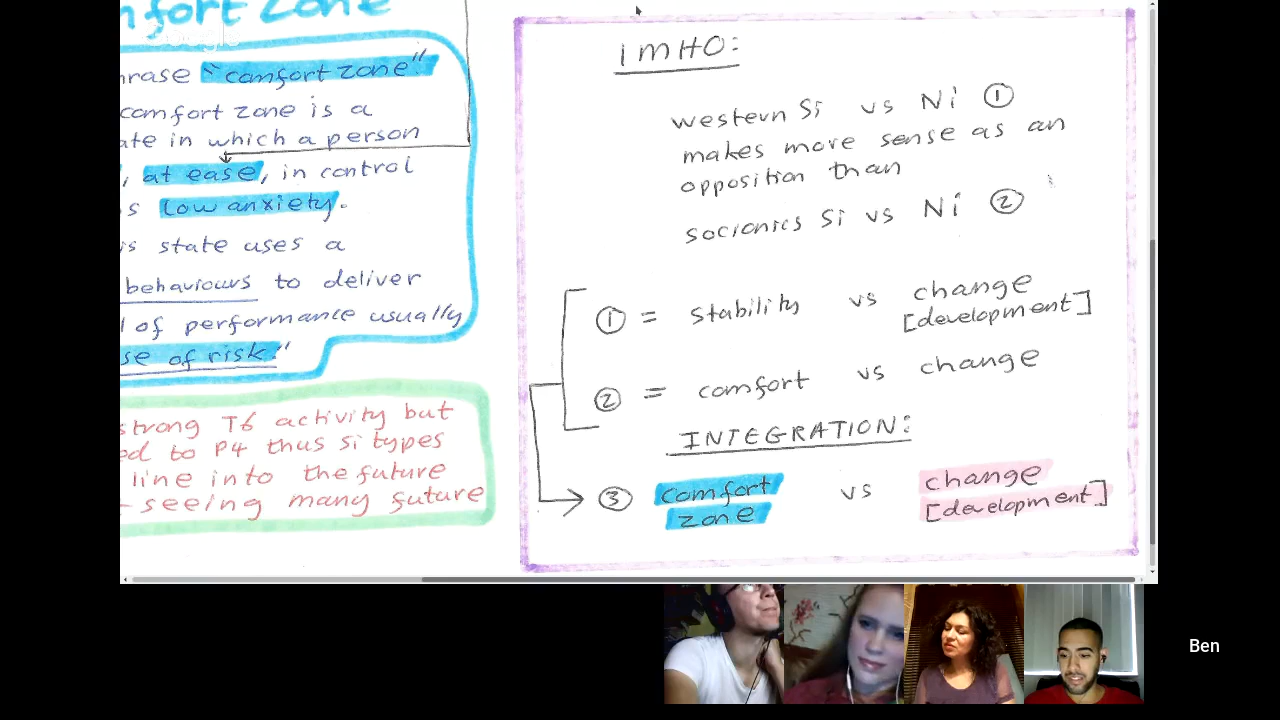 mfort Zone
Google
hrase "comfort zone"
comfort zone is a
ate in which a person
, at ease, in control
s low anxiety.
is state uses a
behaviours to deliver
l of performance usually
se of risk."
strong T6 activity but
ed to P4 thus Si types
line into the future
- seeing many future
IMHO:
western Si vs Ni ①
makes more sense as an
opposition than
socionics Si vs Ni ②
① = stability vs change
[development]
② = comfort vs change
INTEGRATION:
③ comfort zone vs change
[development]
Ben